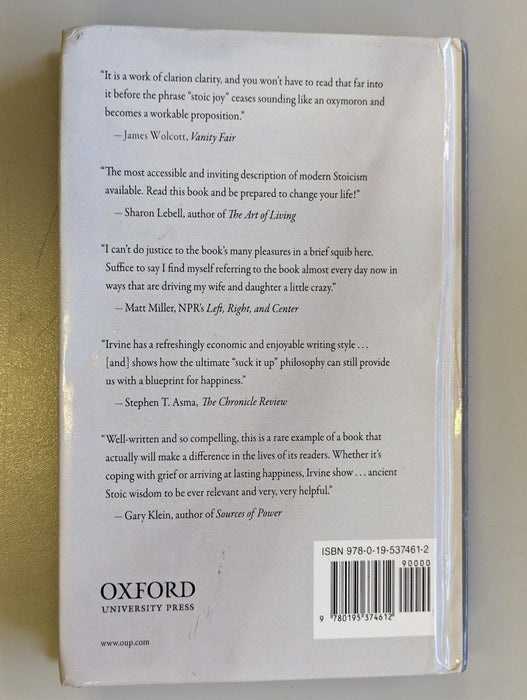 "It is a work of clarion clarity, and you won't have to read that far into
it before the phrase "stoic joy" ceases sounding like an oxymoron and
becomes a workable proposition."
—James Wolcott, Vanity Fair
"The most accessible and inviting description of modern Stoicism
available. Read this book and be prepared to change your life!"
—Sharon Lebell, author of The Art of Living
"I can't do justice to the book's many pleasures in a brief squib here.
Suffice to say I find myself referring to the book almost every day now in
ways that are driving my wife and daughter a little crazy."
—Matt Miller, NPR's Left, Right, and Center
"Irvine has a refreshingly economic and enjoyable writing style . . .
[and] shows how the ultimate "suck it up" philosophy can still provide
us with a blueprint for happiness."
—Stephen T. Asma, The Chronicle Review
"Well-written and so compelling, this is a rare example of a book that
actually will make a difference in the lives of its readers. Whether it's
coping with grief or arriving at lasting happiness, Irvine show . . . ancient
Stoic wisdom to be ever relevant and very, very helpful."
—Gary Klein, author of Sources of Power
ISBN 978-0-19-537461-2
90000
9 780195 374612
OXFORD
UNIVERSITY PRESS
www.oup.com